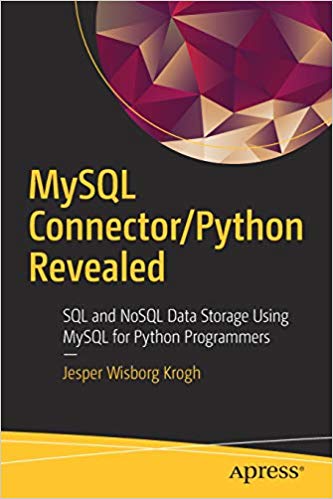 MySQL
Connector/Python
Revealed
SQL and NoSQL Data Storage Using
MySQL for Python Programmers
—
Jesper Wisborg Krogh
Apress®